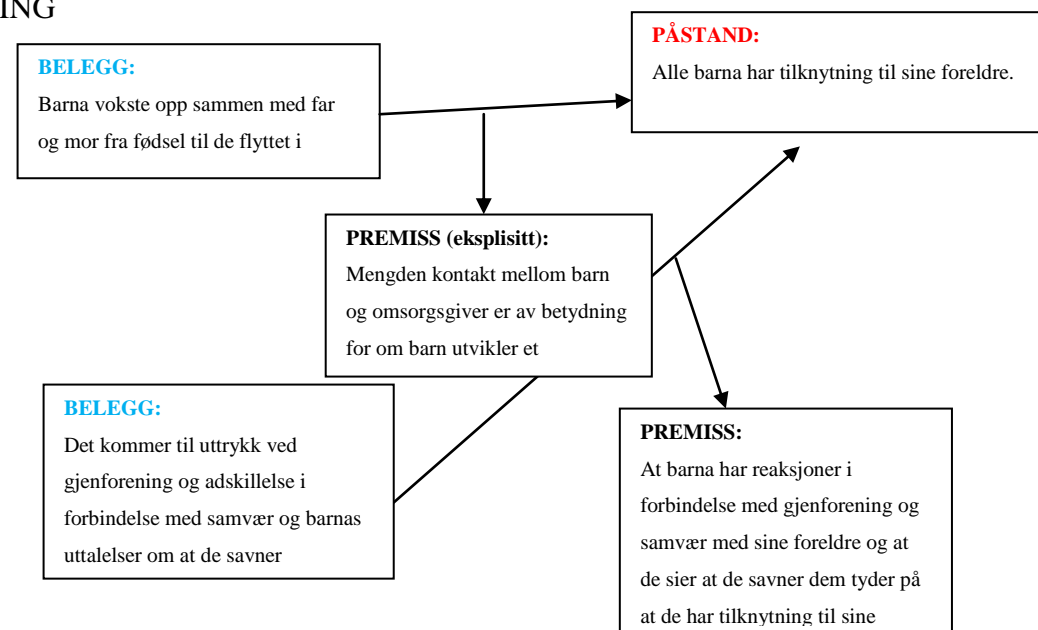 ING
BELEGG:
Barna vokste opp sammen med far
og mor fra fødsel til de flyttet i
PÅSTAND:
Alle barna har tilknytning til sine foreldre.
PREMISS (eksplisitt):
Mengden kontakt mellom barn
og omsorgsgiver er av betydning
for om barn utvikler et
BELEGG:
Det kommer til uttrykk ved
gjenforening og adskillelse i
forbindelse med samvær og barnas
uttalelser om at de savner
PREMISS:
At barna har reaksjoner i
forbindelse med gjenforening og
samvær med sine foreldre og at
de sier at de savner dem tyder på
at de har tilknytning til sine